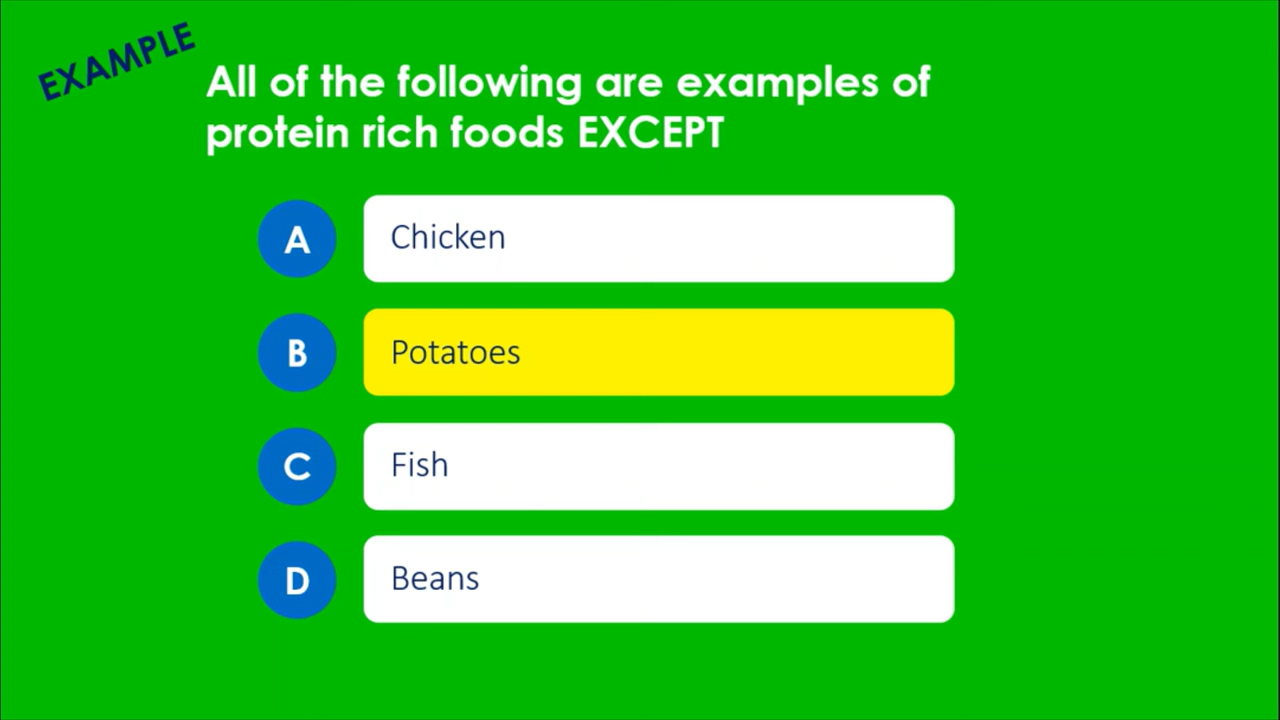 EXAMPLE
All of the following are examples of
protein rich foods EXCEPT
A Chicken
B Potatoes
C Fish
D Beans